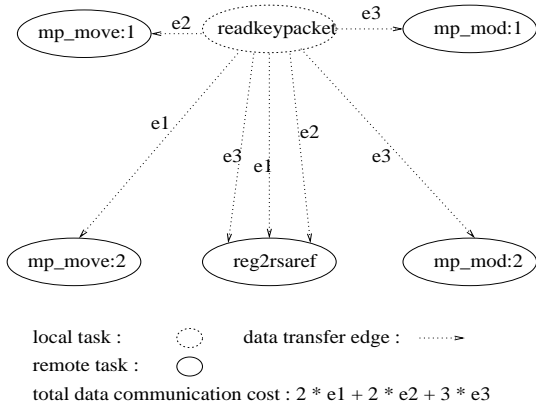 e3
e2
mp_move:1
readkeypacket
mp_mod:1
e1
e2
e3
e1
e3
mp_move:2
reg2rsaref
mp_mod:2
local task :
data transfer edge :
remote task :
total data communication cost : 2 * e1 + 2 * e2 + 3 * e3